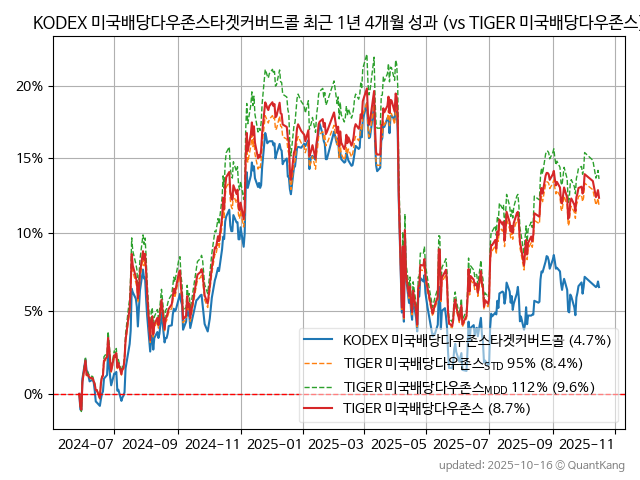 KODEX 미국배당다우존스타겟커버드콜 최근 1년 4개월 성과 (vs TIGER 미국배당다우존스)
20%
15%
10%
5%
0%
KODEX 미국배당다우존스타겟커버드콜 (4.7%)
TIGER 미국배당다우존스STD 95% (8.4%)
TIGER 미국배당다우존스MDD 112% (9.6%)
TIGER 미국배당다우존스 (8.7%)
2024-07 2024-09 2024-11 2025-01 2025-03 2025-05 2025-07 2025-09 2025-11
updated: 2025-10-16 © QuantKang